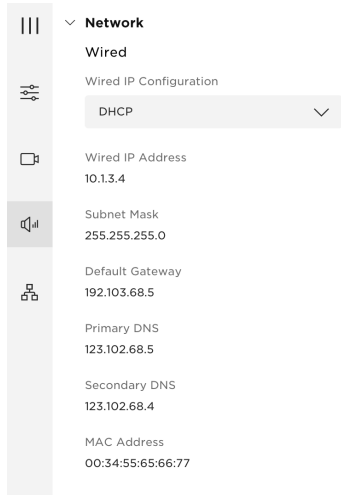 Network
Wired
Wired IP Configuration
DHCP
Wired IP Address
10.1.3.4
Subnet Mask
255.255.255.0
Default Gateway
192.103.68.5
Primary DNS
123.102.68.5
Secondary DNS
123.102.68.4
MAC Address
00:34:55:65:66:77